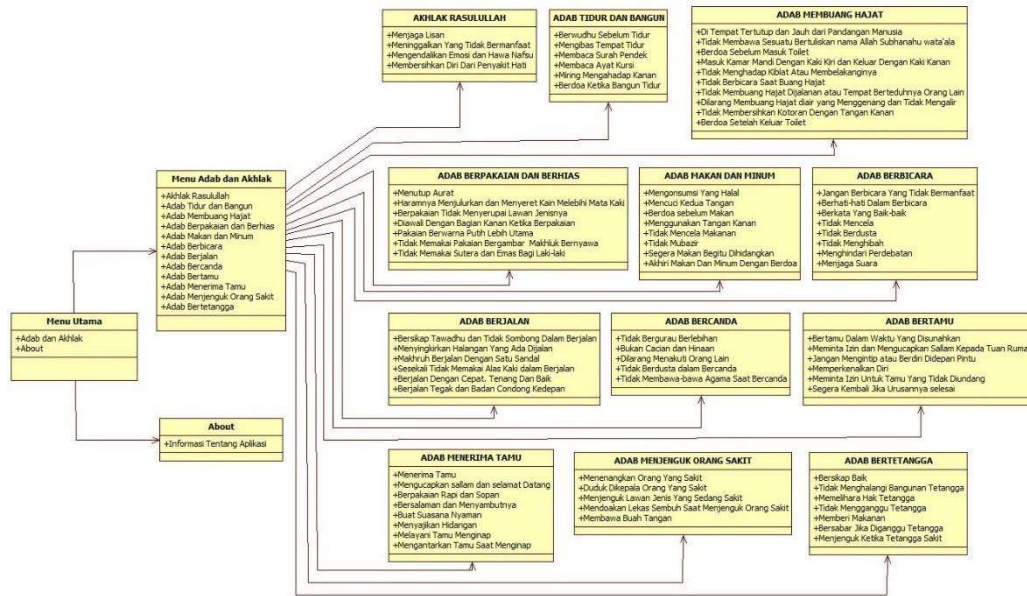 AKHLAK RASULULLAH
+Menjaga Lisan
+Meninggalkan Yang Tidak Bermanfaat
+Mengendalikan Emosi dan Hawa Nafsu
+Membersihkan Diri Dari Penyakit Hati
ADAB TIDUR DAN BANGUN
+Berwudhu Sebelum Tidur
+Mengibas Tempat Tidur
+Membaca Surah Pendek
+Membaca Ayat Kursi
+Miring Mengahadap Kanan
+Berdoa Ketika Bangun Tidur
ADAB MEMBUANG HAJAT
+Di Tempat Tertutup dan Jauh dari Pandangan Manusia
+Tidak Membawa Sesuatu Bertuliskan nama Allah Subhanahu wata'ala
+Berdoa Sebelum Masuk Toilet
+Masuk Kamar Mandi Dengan Kaki Kiri dan Keluar Dengan Kaki Kanan
+Tidak Menghadap Kiblat Atau Membelakanginya
+Tidak Berbicara Saat Buang Hajat
+Tidak Membuang Hajat Dijalanan atau Tempat Berteduhnya Orang Lain
+Dilarang Membuang Hajat diair yang Menggenang dan Tidak Mengalir
+Tidak Membersihkan Kotoran Dengan Tangan Kanan
+Berdoa Setelah Keluar Toilet
Menu Adab dan Akhlak
+Akhlak Rasulullah
+Adab Tidur dan Bangun
+Adab Membuang Hajat
+Adab Berpakaian dan Berhias
+Adab Makan dan Minum
+Adab Berbicara
+Adab Berjalan
+Adab Bercanda
+Adab Bertamu
+Adab Menerima Tamu
+Adab Menjenguk Orang Sakit
+Adab Bertetangga
ADAB BERPAKAIAN DAN BERHIAS
+Menutup Aurat
+Haramnya Menjulurkan dan Menyeret Kain Melebihi Mata Kaki
+Berpakaian Tidak Menyerupai Lawan Jenisnya
+Diawali Dengan Bagian Kanan Ketika Berpakaian
+Pakaian Berwarna Putih Lebih Utama
+Tidak Memakai Pakaian Bergambar Makhluk Bernyawa
+Tidak Memakai Sutera dan Emas Bagi Laki-laki
ADAB MAKAN DAN MINUM
+Mengonsumsi Yang Halal
+Mencuci Kedua Tangan
+Berdoa sebelum Makan
+Menggunakan Tangan Kanan
+Tidak Mencela Makanan
+Tidak Mubazir
+Segera Makan Begitu Dihidangkan
+Akhiri Makan Dan Minum Dengan Berdoa
ADAB BERBICARA
+Jangan Berbicara Yang Tidak Bermanfaat
+Berhati-hati Dalam Berbicara
+Berkata Yang Baik-baik
+Tidak Mencela
+Tidak Berdusta
+Tidak Menghibah
+Menghindari Perdebatan
+Menjaga Suara
Menu Utama
+Adab dan Akhlak
+About
ADAB BERJALAN
+Bersikap Tawadhu dan Tidak Sombong Dalam Berjalan
+Menyingkirkan Halangan Yang Ada Dijalan
+Makhruh Berjalan Dengan Satu Sandal
+Sesekali Tidak Memakai Alas Kaki dalam Berjalan
+Berjalan Dengan Cepat, Tenang Dan Baik
+Berjalan Tegak dan Badan Condong Kedepan
ADAB BERCANDA
+Tidak Bergurau Berlebihan
+Bukan Cacian dan Hinaan
+Dilarang Menakuti Orang Lain
+Tidak Berdusta dalam Bercanda
+Tidak Membawa-bawa Agama Saat Bercanda
ADAB BERTAMU
+Bertamu Dalam Waktu Yang Disunahkan
+Meminta Izin dan Mengucapkan Sallam Kepada Tuan Ruma
+Jangan Mengintip atau Berdiri Didepan Pintu
+Memperkenalkan Diri
+Meminta Izin Untuk Tamu Yang Tidak Diundang
+Segera Kembali Jika Urusannya selesai
About
+Informasi Tentang Aplikasi
ADAB MENERIMA TAMU
+Menerima Tamu
+Mengucapkan sallam dan selamat Datang
+Berpakaian Rapi dan Sopan
+Bersalaman dan Menyambutnya
+Buat Suasana Nyaman
+Menyajikan Hidangan
+Melayani Tamu Menginap
+Mengantarkan Tamu Saat Menginap
ADAB MENJENGUK ORANG SAKIT
+Menenangkan Orang Yang Sakit
+Duduk Dikepala Orang Yang Sakit
+Menjenguk Lawan Jenis Yang Sedang Sakit
+Mendoakan Lekas Sembuh Saat Menjenguk Orang Sakit
+Membawa Buah Tangan
ADAB BERTETANGGA
+Bersikap Baik
+Tidak Menghalangi Bangunan Tetangga
+Memelihara Hak Tetangga
+Tidak Mengganggu Tetangga
+Memberi Makanan
+Bersabar Jika Diganggu Tetangga
+Menjenguk Ketika Tetangga Sakit